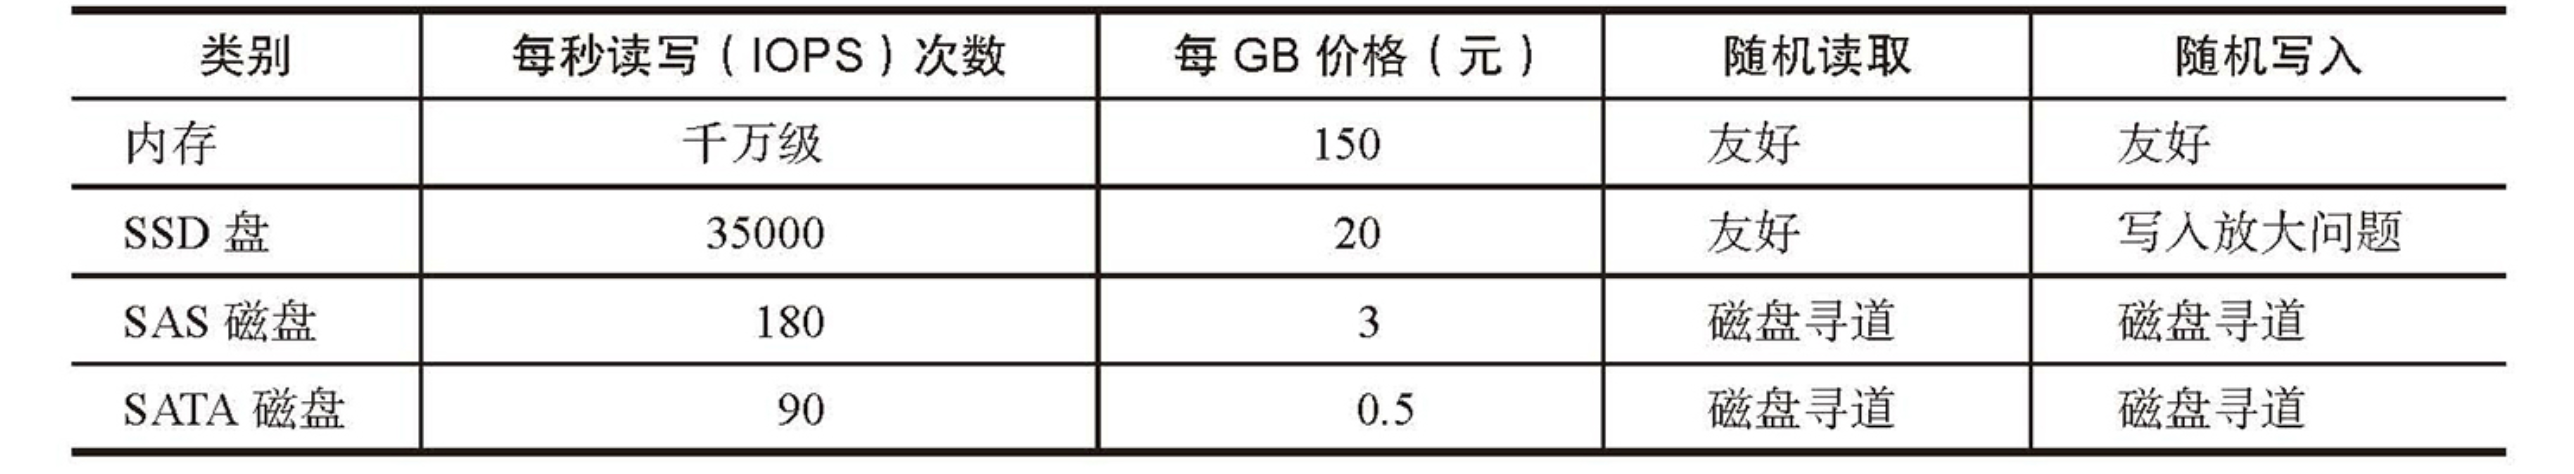 类别 每秒读写（IOPS）次数 每 GB 价格（元） 随机读取 随机写入
内存 千万级 150 友好 友好
SSD 盘 35000 20 友好 写入放大问题
SAS 磁盘 180 3 磁盘寻道 磁盘寻道
SATA 磁盘 90 0.5 磁盘寻道 磁盘寻道